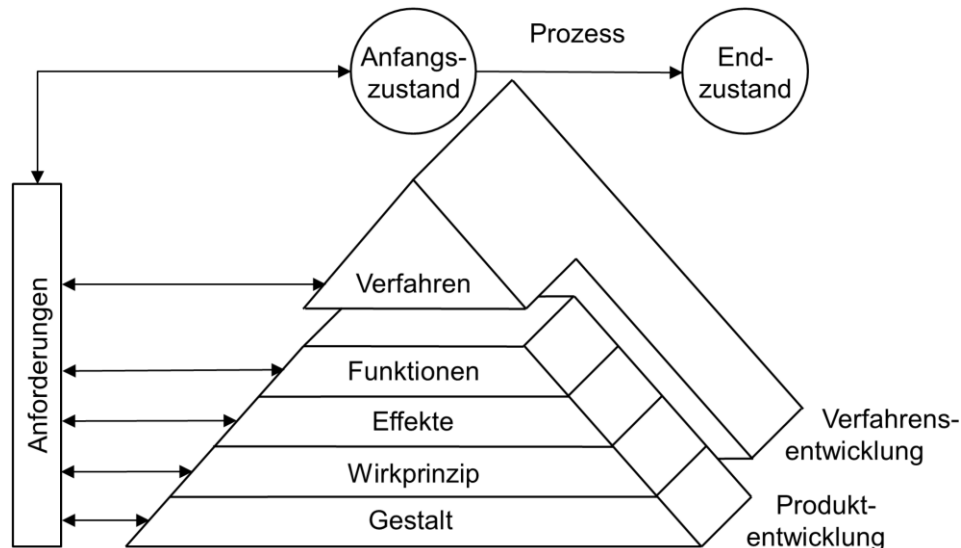 Prozess
Anfangs-
zustand
End-
zustand
Anforderungen
Verfahren
Funktionen
Effekte
Wirkprinzip
Gestalt
Verfahrens-
entwicklung
Produkt-
entwicklung